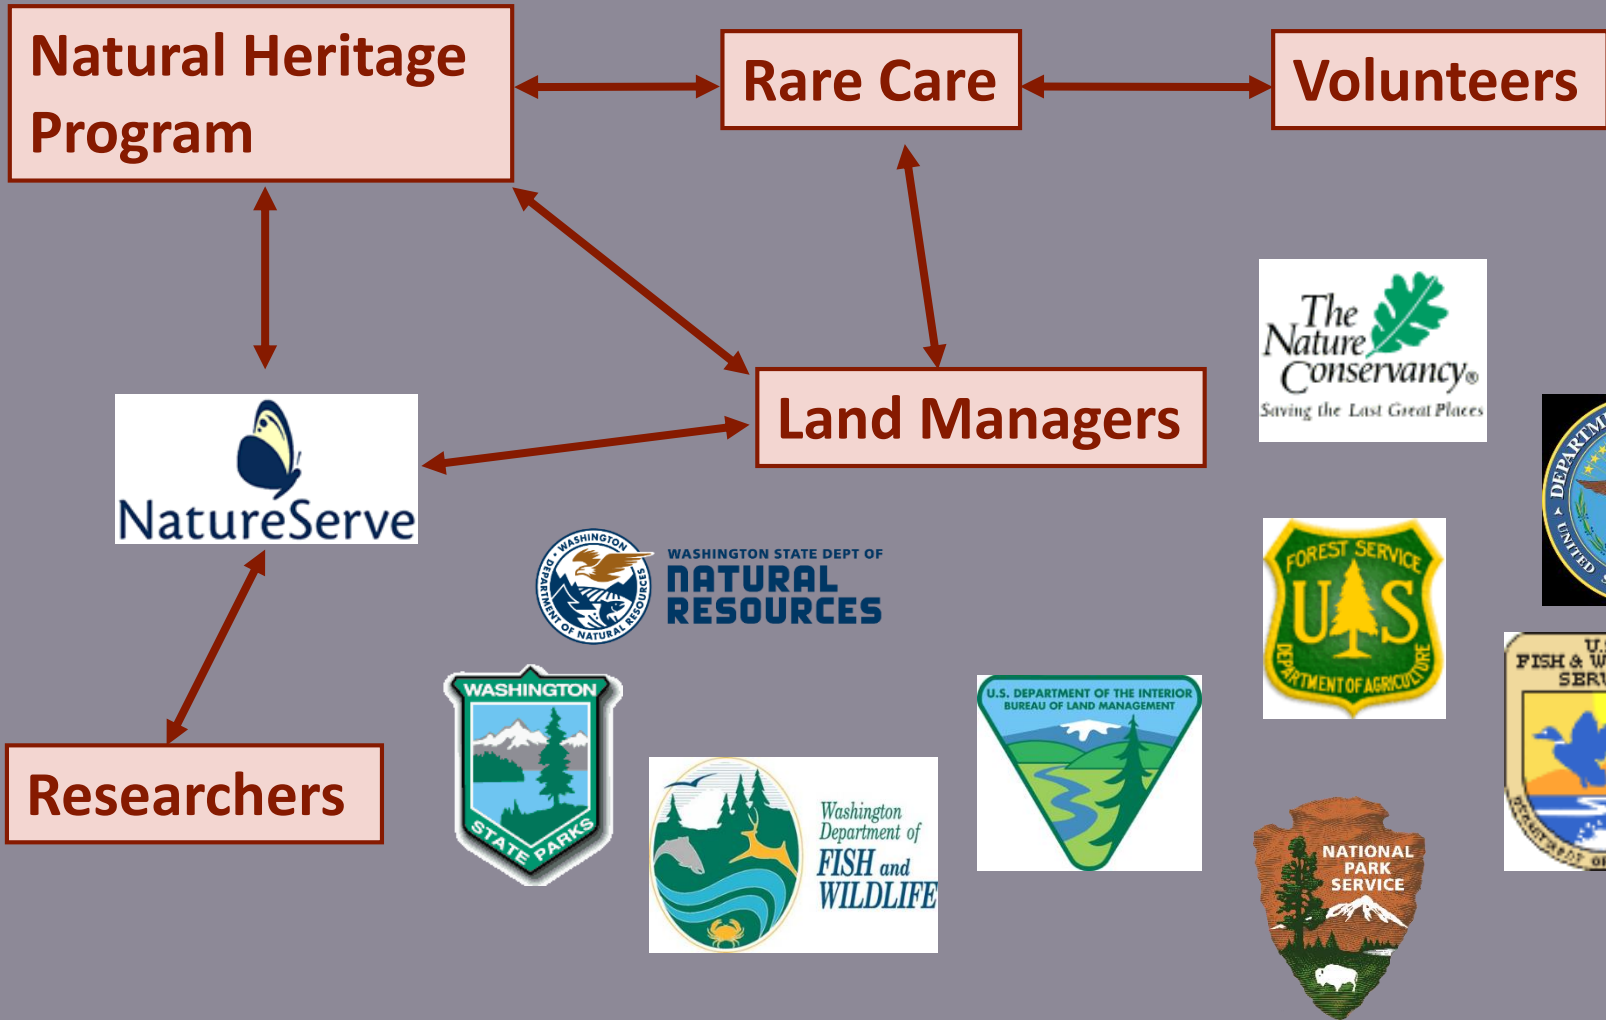 Natural Heritage
Program
Rare Care
Volunteers
The
Nature
Conservancy®
Saving the Last Great Places
Land Managers
NatureServe
WASHINGTON
DEPARTMENT OF NATURAL RESOURCES
WASHINGTON STATE DEPT OF
NATURAL
RESOURCES
FOREST SERVICE
U S
DEPARTMENT OF AGRICULTURE
UNITED
FISH &
WASHINGTON
STATE PARKS
U.S. DEPARTMENT OF THE INTERIOR
BUREAU OF LAND MANAGEMENT
Researchers
Washington
Department of
FISH and
WILDLIFE
NATIONAL
PARK
SERVICE